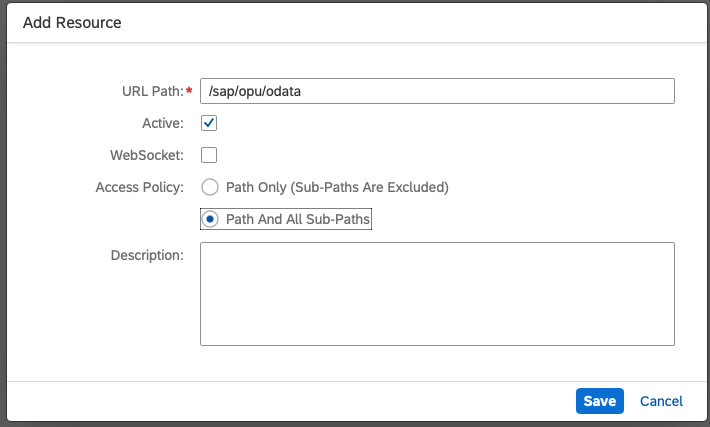 Add Resource
URL Path:* /sap/opu/odata
Active:
WebSocket:
Access Policy: Path Only (Sub-Paths Are Excluded)
Path And All Sub-Paths
Description:
Save Cancel